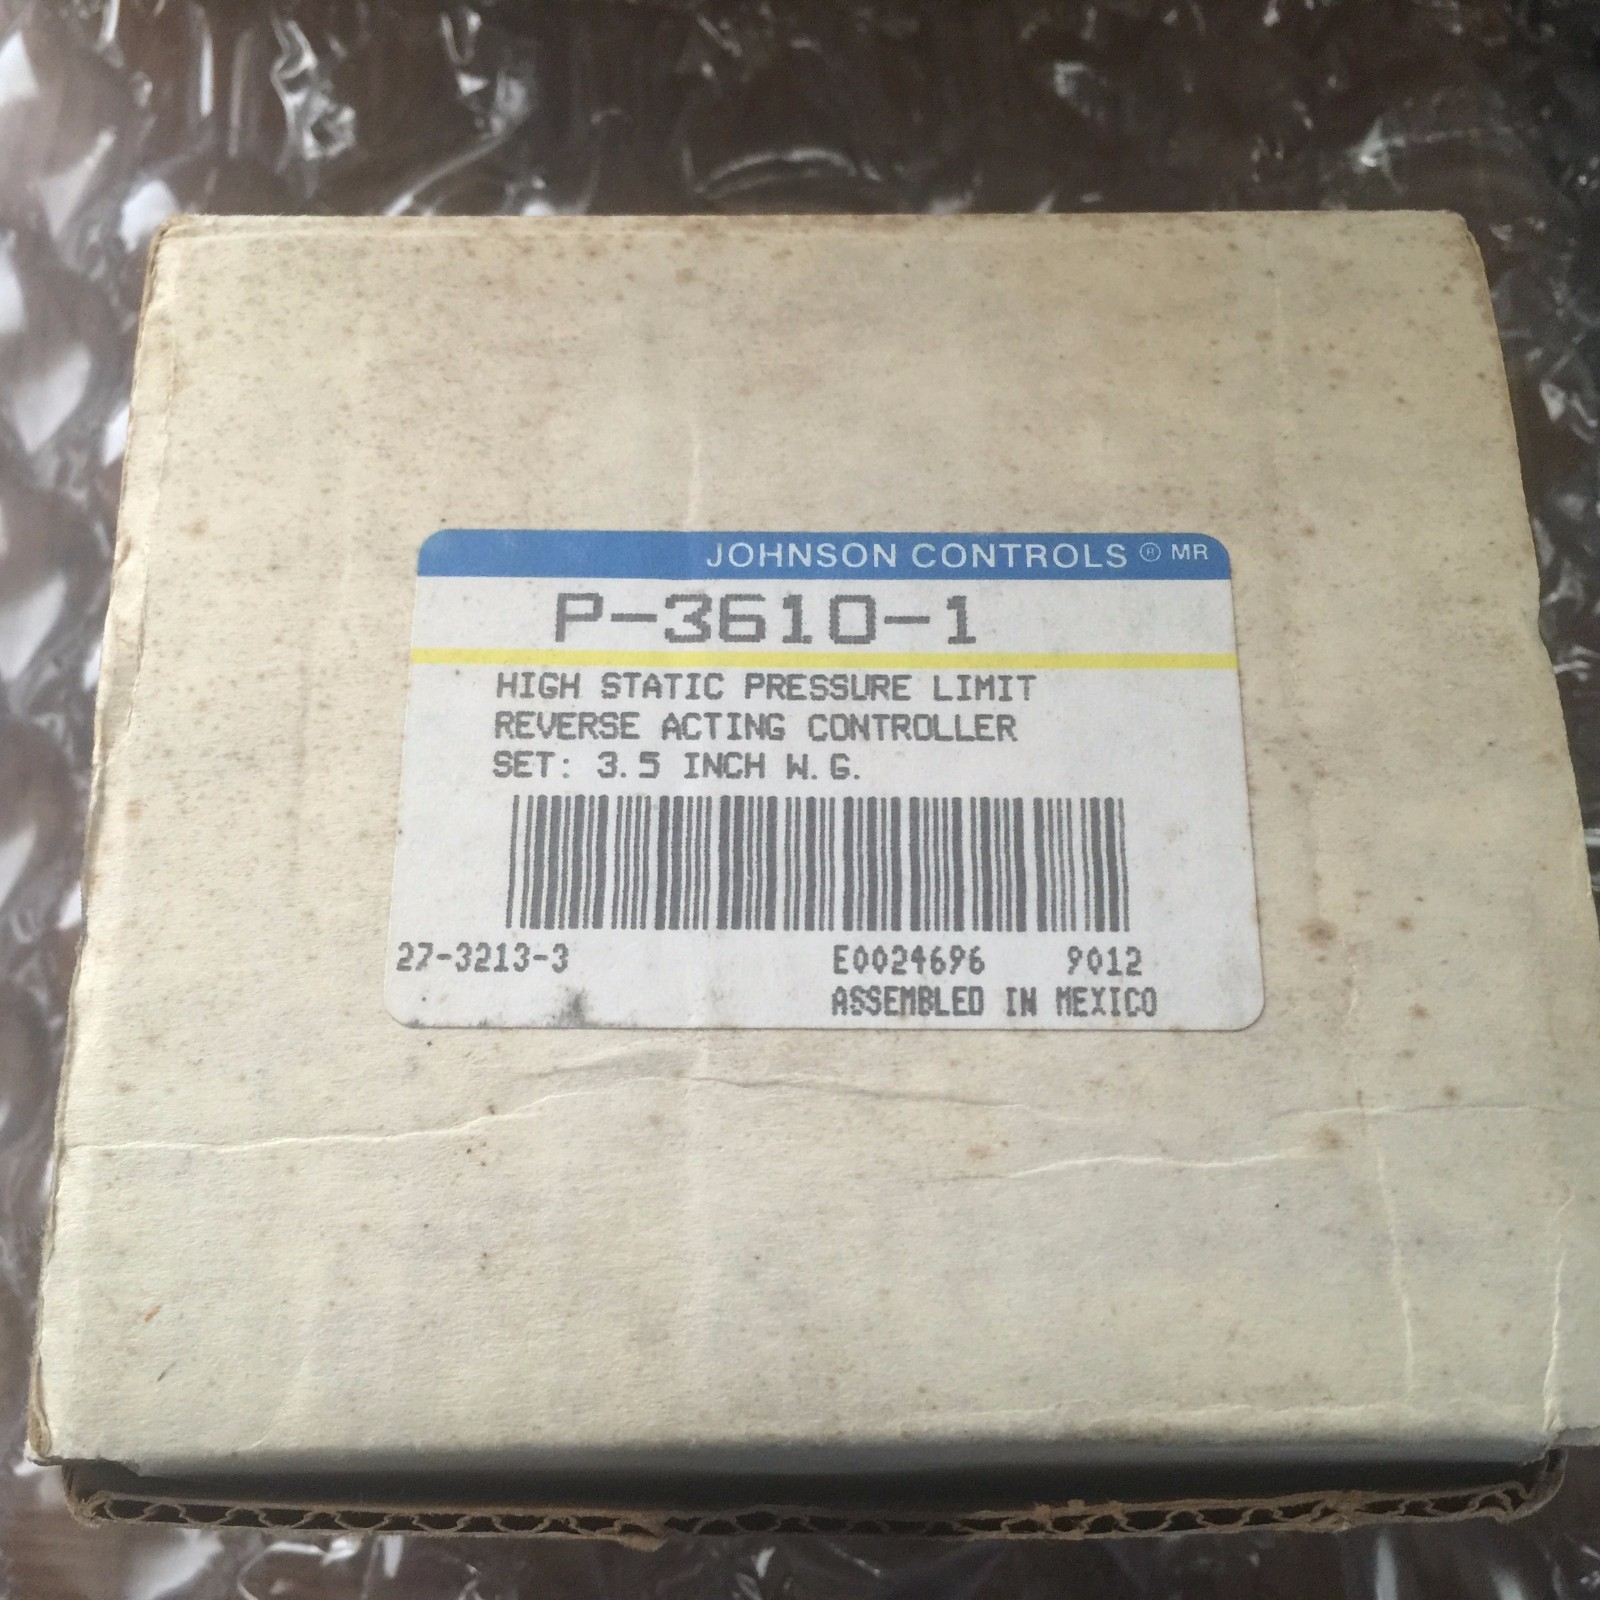 JOHNSON CONTROLS ® MR
P-3610-1
HIGH STATIC PRESSURE LIMIT
REVERSE ACTING CONTROLLER
SET: 3.5 INCH W.G.
27-3213-3 E0024696 9012
ASSEMBLED IN MEXICO